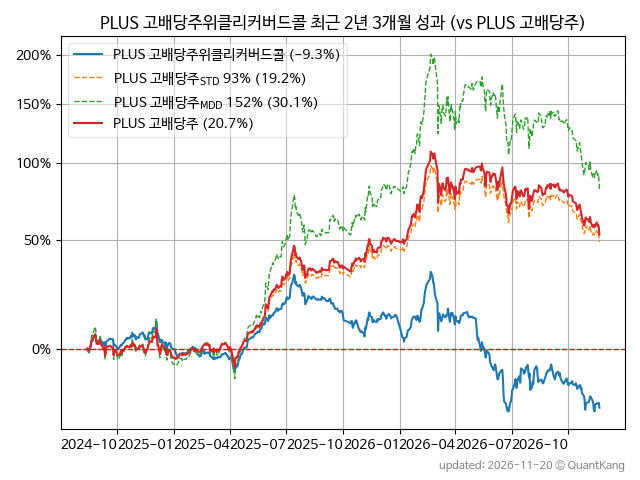 PLUS 고배당주위클리커버드콜 최근 2년 3개월 성과 (vs PLUS 고배당주)
200%
150%
100%
50%
0%
PLUS 고배당주위클리커버드콜 (−9.3%)
PLUS 고배당주STD 93% (19.2%)
PLUS 고배당주MDD 152% (30.1%)
PLUS 고배당주 (20.7%)
2024-10 2025-01 2025-04 2025-07 2025-10 2026-01 2026-04 2026-07 2026-10
updated: 2026-11-20 © QuantKang